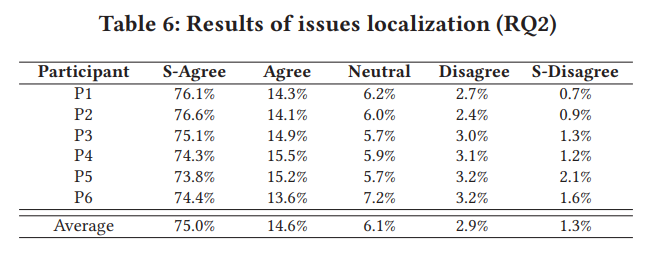 Table 6: Results of issues localization (RQ2)
Participant S-Agree Agree Neutral Disagree S-Disagree
P1 76.1% 14.3% 6.2% 2.7% 0.7%
P2 76.6% 14.1% 6.0% 2.4% 0.9%
P3 75.1% 14.9% 5.7% 3.0% 1.3%
P4 74.3% 15.5% 5.9% 3.1% 1.2%
P5 73.8% 15.2% 5.7% 3.2% 2.1%
P6 74.4% 13.6% 7.2% 3.2% 1.6%
Average 75.0% 14.6% 6.1% 2.9% 1.3%